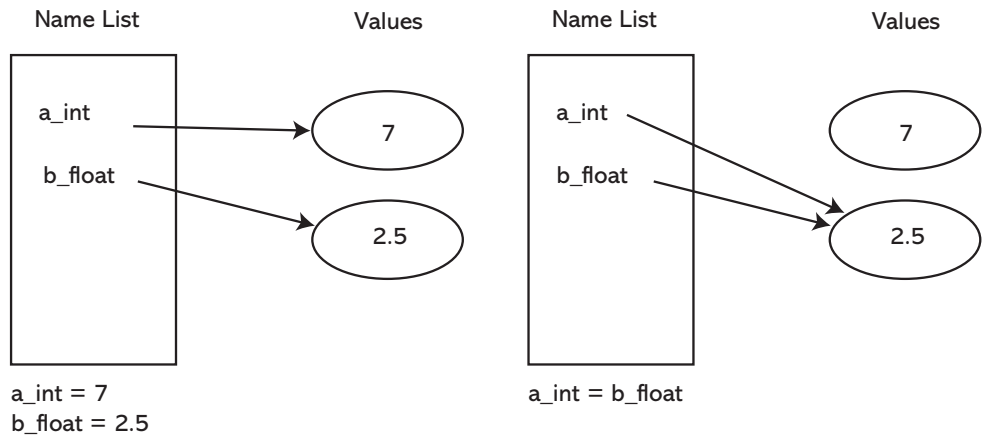 Name List
Values
a_int
7
b_float
2.5
a_int = 7
b_float = 2.5
Name List
Values
a_int
7
b_float
2.5
a_int = b_float